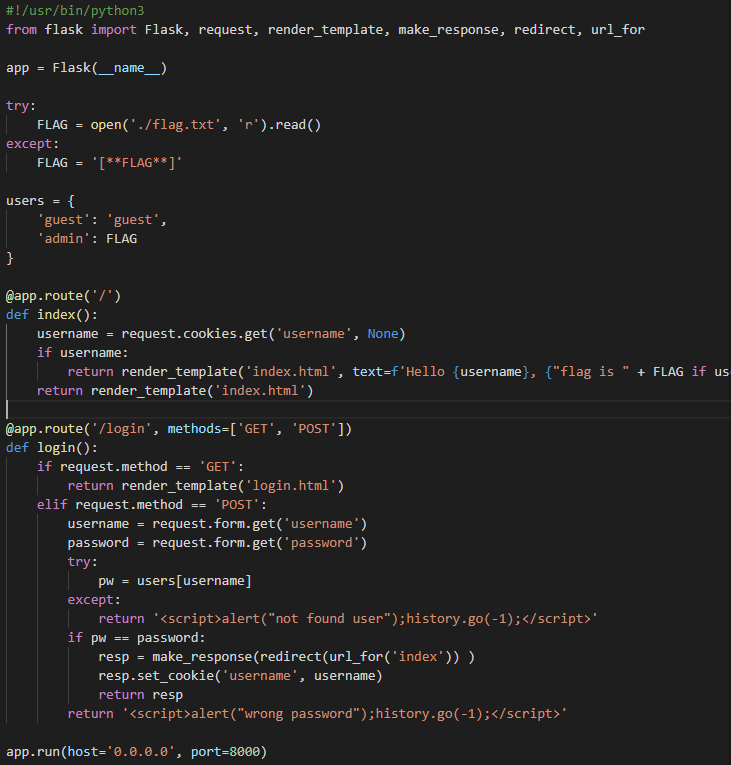 #!/usr/bin/python3
from flask import Flask, request, render_template, make_response, redirect, url_for
app = Flask(__name__)
try:
    FLAG = open('./flag.txt', 'r').read()
except:
    FLAG = '[**FLAG**]'
users = {
    'guest': 'guest',
    'admin': FLAG
}
@app.route('/')
def index():
    username = request.cookies.get('username', None)
    if username:
        return render_template('index.html', text=f'Hello {username}, {"flag is " + FLAG if us
    return render_template('index.html')
@app.route('/login', methods=['GET', 'POST'])
def login():
    if request.method == 'GET':
        return render_template('login.html')
    elif request.method == 'POST':
        username = request.form.get('username')
        password = request.form.get('password')
        try:
            pw = users[username]
        except:
            return '<script>alert("not found user");history.go(-1);</script>'
        if pw == password:
            resp = make_response(redirect(url_for('index')) )
            resp.set_cookie('username', username)
            return resp
        return '<script>alert("wrong password");history.go(-1);</script>'
app.run(host='0.0.0.0', port=8000)